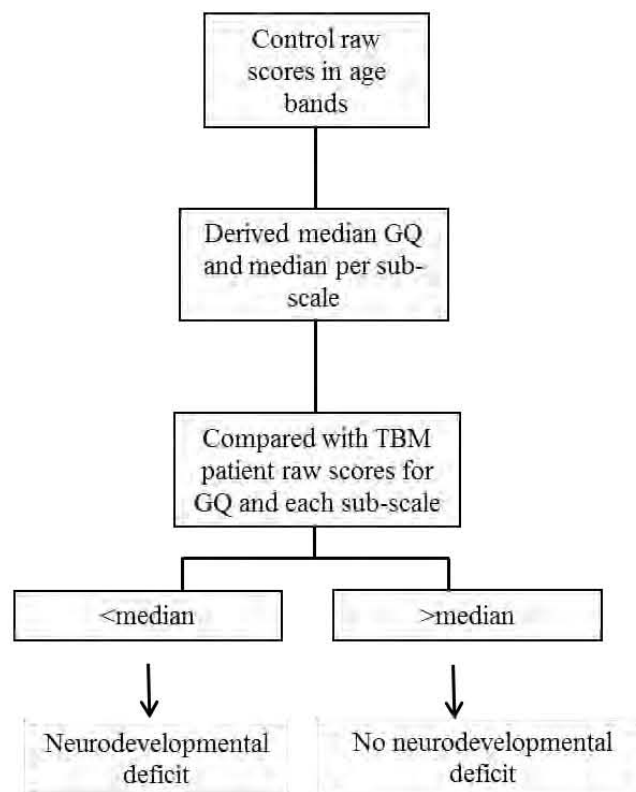 Control raw
scores in age
bands
Derived median GQ
and median per sub-
scale
Compared with TBM
patient raw scores for
GQ and each sub-scale
<median
>median
Neurodevelopmental
deficit
No neurodevelopmental
deficit